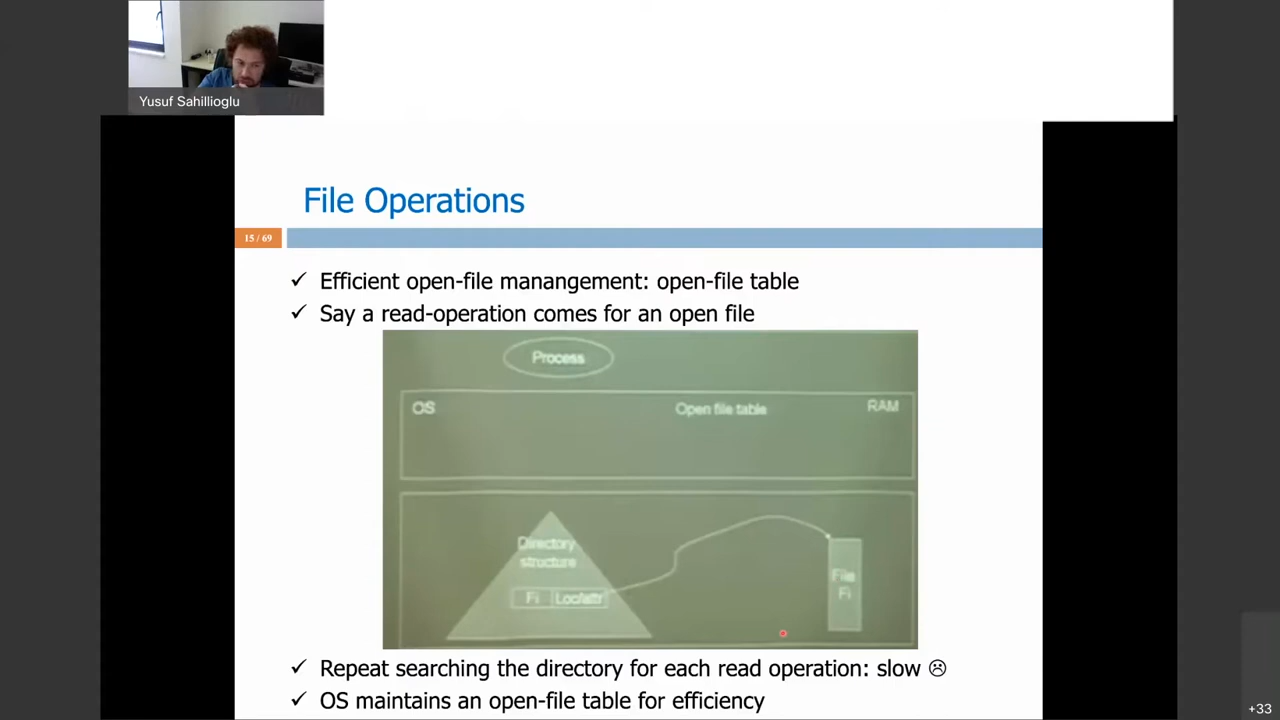 Yusuf Sahillioglu
File Operations
15 / 69
✓ Efficient open-file manangement: open-file table
✓ Say a read-operation comes for an open file
Process
OS
Open file table
RAM
Directory
structure
Fi
Loc/attr
File
Fi
✓ Repeat searching the directory for each read operation: slow ☹
✓ OS maintains an open-file table for efficiency
+33